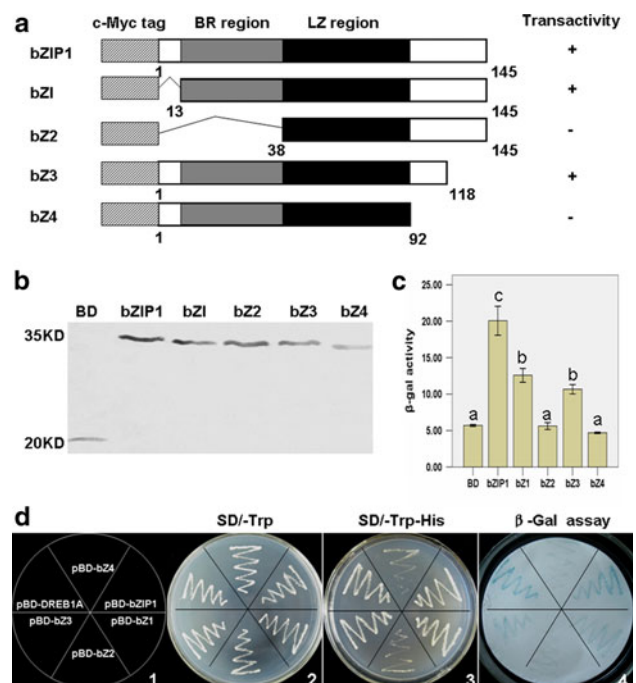 a
c-Myc tag BR region LZ region Transactivity
bZIP1 +
1 145
bZI +
13 145
bZ2 -
38 145
bZ3 +
1 118
bZ4 -
1 92
b
BD bZIP1 bZI bZ2 bZ3 bZ4
35KD
20KD
c
β-gal activity
25.00
20.00
15.00
10.00
5.00
0.00
a c b a b a
BD bZIP1 bZ1 bZ2 bZ3 bZ4
d
SD/-Trp SD/-Trp-His β-Gal assay
pBD-bZ4
pBD-DREB1A pBD-bZIP1
pBD-bZ3 pBD-bZ1
pBD-bZ2
1 2 3 4